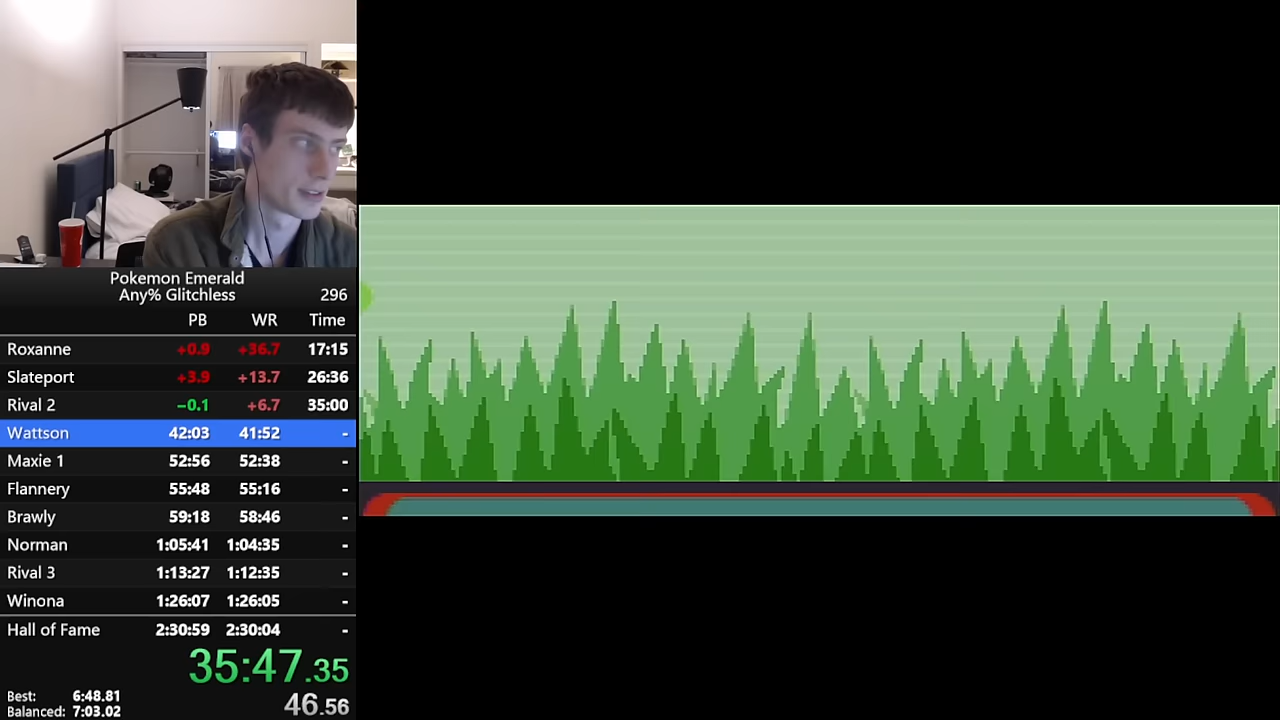 Pokemon Emerald
Any% Glitchless 296
PB WR Time
Roxanne +0.9 +36.7 17:15
Slateport +3.9 +13.7 26:36
Rival 2 −0.1 +6.7 35:00
Wattson 42:03 41:52 -
Maxie 1 52:56 52:38 -
Flannery 55:48 55:16 -
Brawly 59:18 58:46 -
Norman 1:05:41 1:04:35 -
Rival 3 1:13:27 1:12:35 -
Winona 1:26:07 1:26:05 -
Hall of Fame 2:30:59 2:30:04 -
35:47.35
Best: 6:48.81
Balanced: 7:03.02
46.56